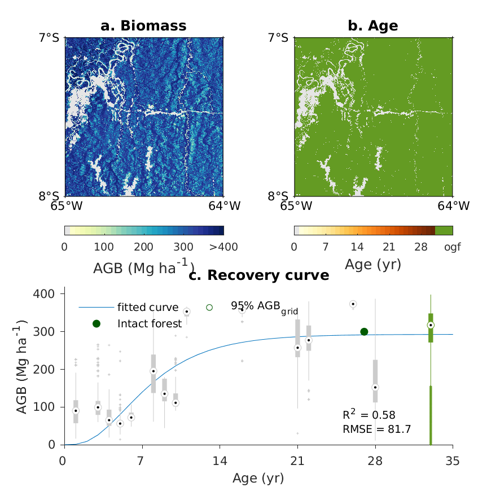 a. Biomass
b. Age
7°S
7°S
8°S
8°S
65°W
64°W
65°W
64°W
0 100 200 300 >400
0 7 14 21 28 ogf
AGB (Mg ha-1)
Age (yr)
c. Recovery curve
400
300
200
100
0
AGB (Mg ha-1)
fitted curve
95% AGBgrid
Intact forest
R2 = 0.58
RMSE = 81.7
0 7 14 21 28 35
Age (yr)